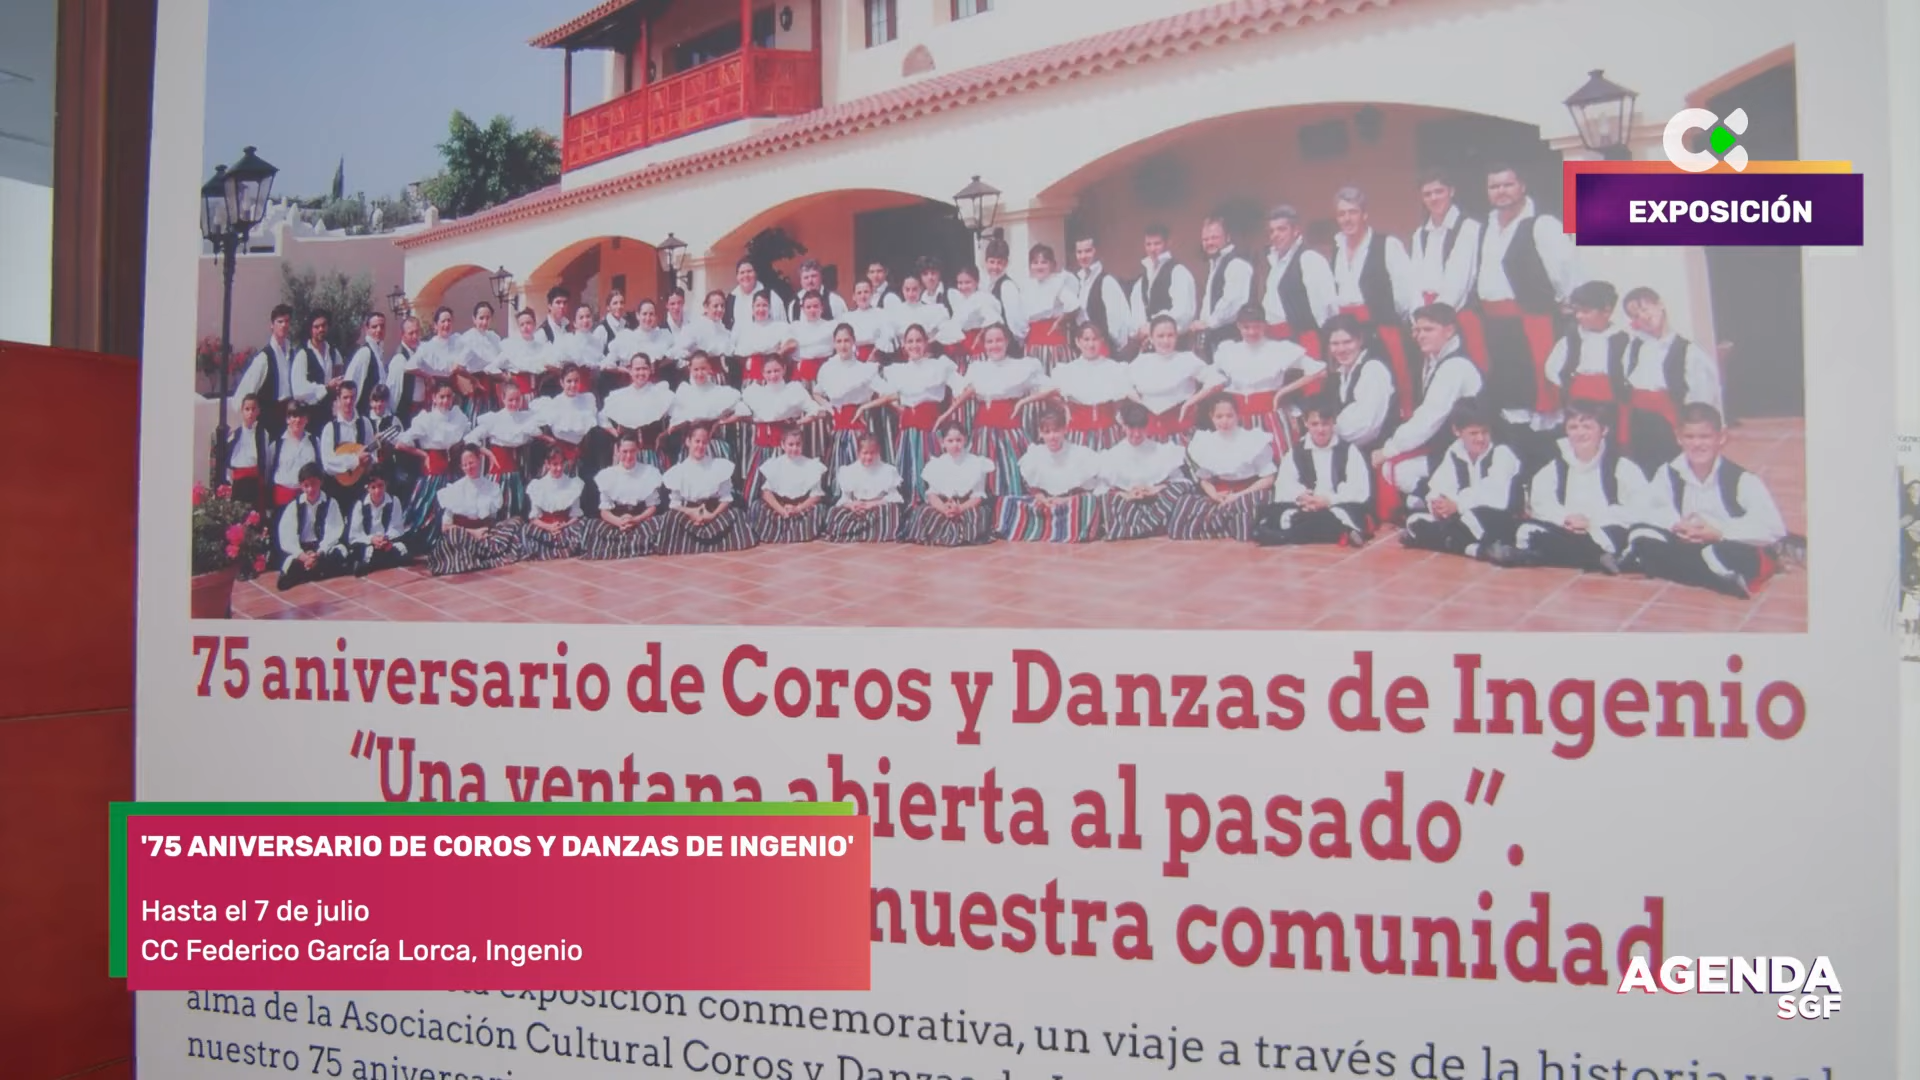 EXPOSICIÓN
75 aniversario de Coros y Danzas de Ingenio
“Una ventana abierta al pasado”.
nuestra comunidad
'75 ANIVERSARIO DE COROS Y DANZAS DE INGENIO'
Hasta el 7 de julio
CC Federico García Lorca, Ingenio
AGENDA
SGF
exposición conmemorativa, un viaje a través de la historia y el
alma de la Asociación Cultural Coros y Danzas de
nuestro 75